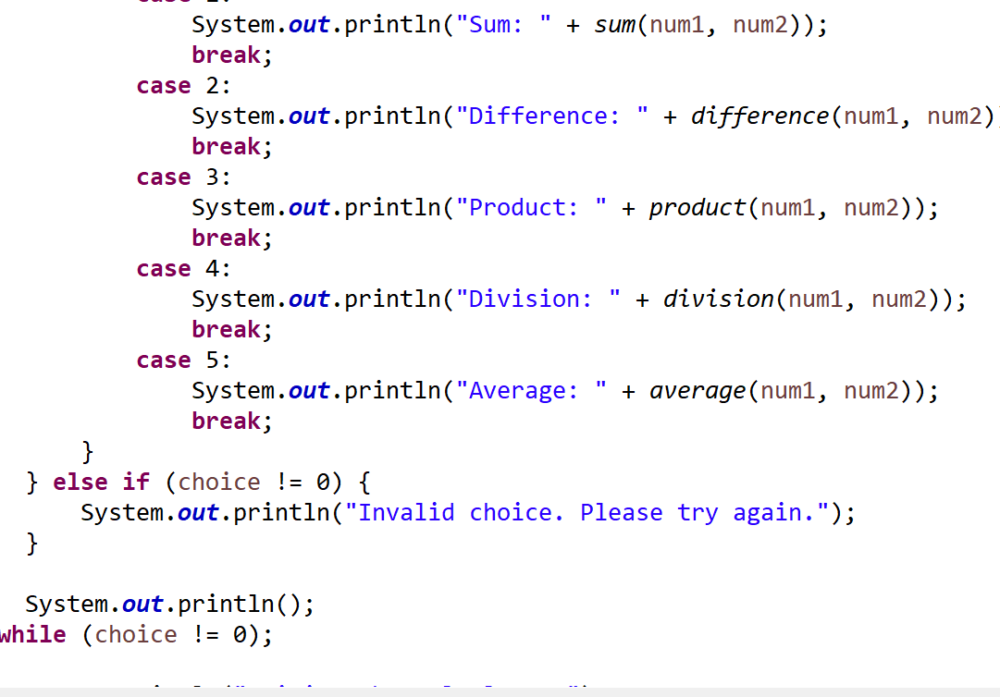 System.out.println("Sum: " + sum(num1, num2));
break;
case 2:
System.out.println("Difference: " + difference(num1, num2)
break;
case 3:
System.out.println("Product: " + product(num1, num2));
break;
case 4:
System.out.println("Division: " + division(num1, num2));
break;
case 5:
System.out.println("Average: " + average(num1, num2));
break;
}
} else if (choice != 0) {
System.out.println("Invalid choice. Please try again.");
}
System.out.println();
while (choice != 0);